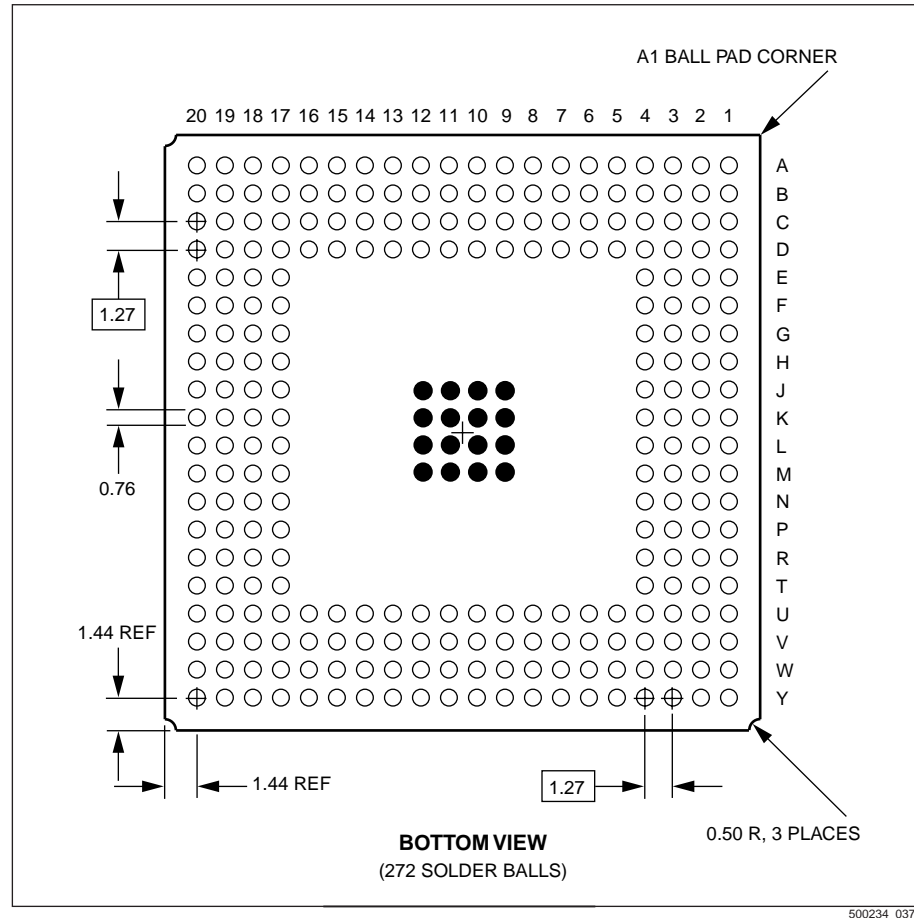 A1 BALL PAD CORNER
20 19 18 17 16 15 14 13 12 11 10 9 8 7 6 5 4 3 2 1
A
B
C
D
E
1.27
F
G
H
J
K
L
0.76
M
N
P
R
T
U
1.44 REF
V
W
Y
1.44 REF
1.27
0.50 R, 3 PLACES
BOTTOM VIEW
(272 SOLDER BALLS)
500234 037